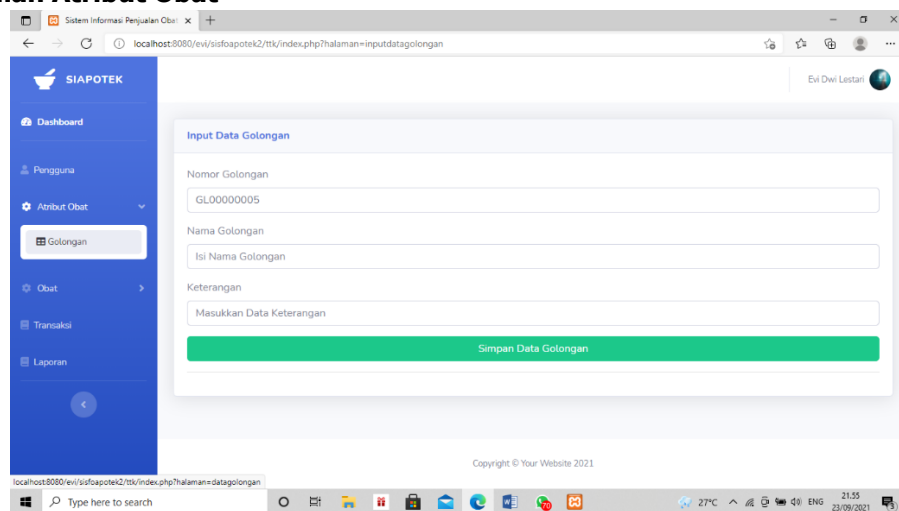 Atribut Obat
Sistem Informasi Penjualan Obat
localhost:8080/evi/sisfoapotek2/ttk/index.php?halaman=inputdatagolongan
SIAPOTEK
Evi Dwi Lestari
Dashboard
Input Data Golongan
Pengguna
Nomor Golongan
Atribut Obat
GL00000005
Nama Golongan
Golongan
Isi Nama Golongan
Obat
Keterangan
Masukkan Data Keterangan
Transaksi
Simpan Data Golongan
Laporan
Copyright © Your Website 2021
localhost:8080/evi/sisfoapotek2/ttk/index.php?halaman=datagolongan
Type here to search
27°C
ENG
21.55
23/09/2021